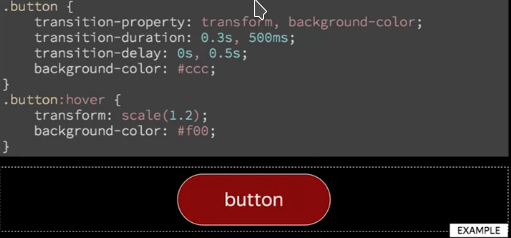 .button {
    transition-property: transform, background-color;
    transition-duration: 0.3s, 500ms;
    transition-delay: 0s, 0.5s;
    background-color: #ccc;
}
.button:hover {
    transform: scale(1.2);
    background-color: #f00;
}
button
EXAMPLE